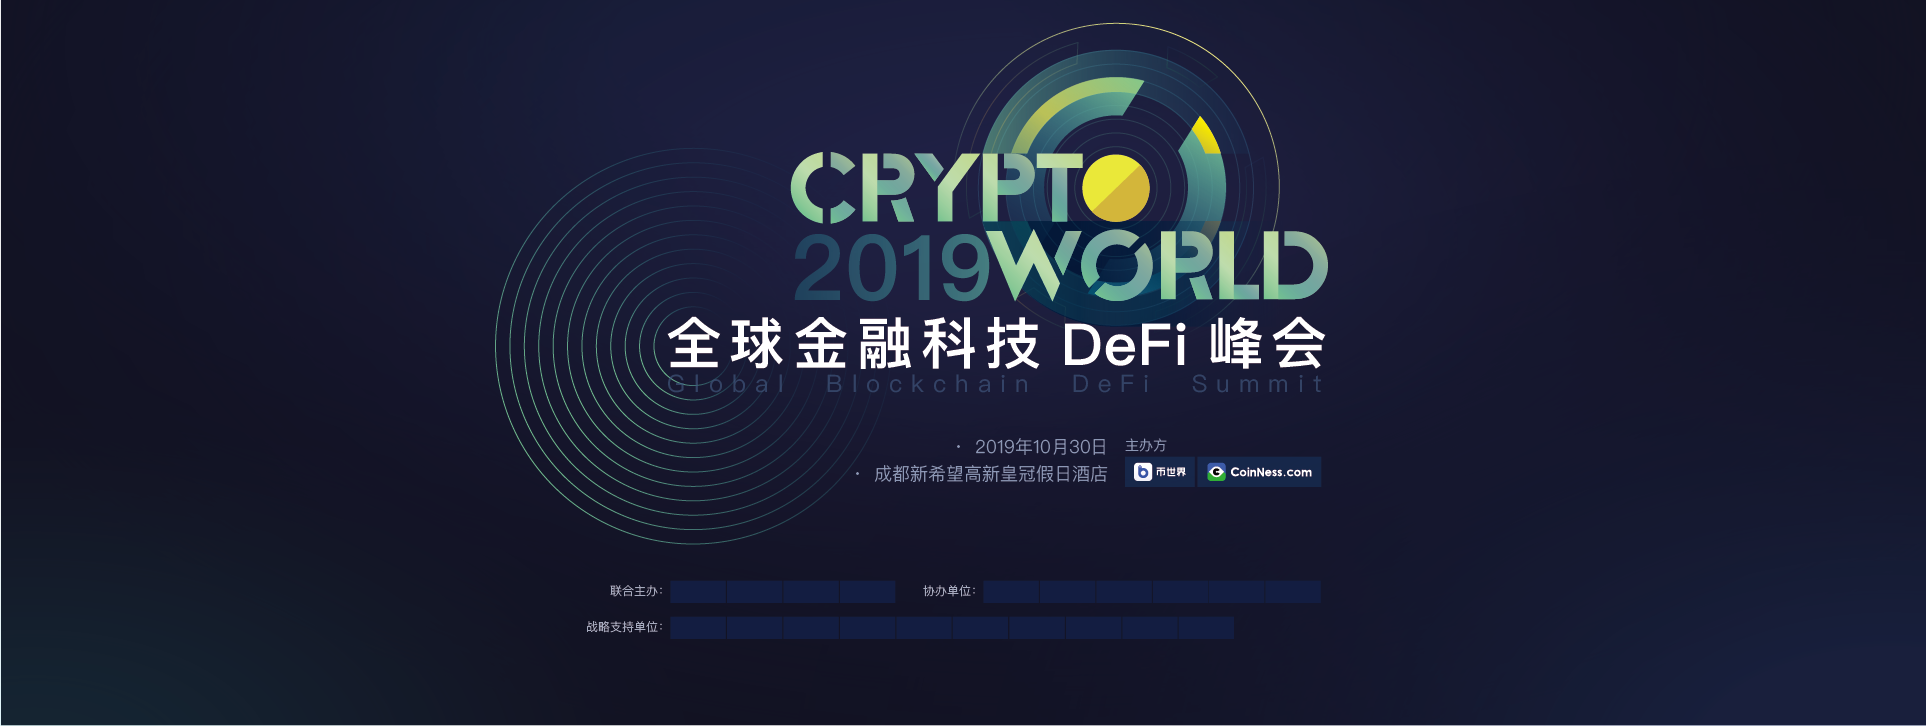 CRYPTO
2019 WORLD
全球金融科技 DeFi 峰会
Global Blockchain DeFi Summit
· 2019年10月30日
· 成都新希望高新皇冠假日酒店
主办方
币世界 CoinNess.com
联合主办： 协办单位：
战略支持单位：